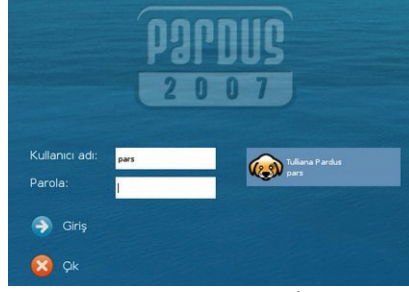 PARDUS
2007
Kullanıcı adı:
pars
Tulliana Pardus
pars
Parola:
Giriş
Çık